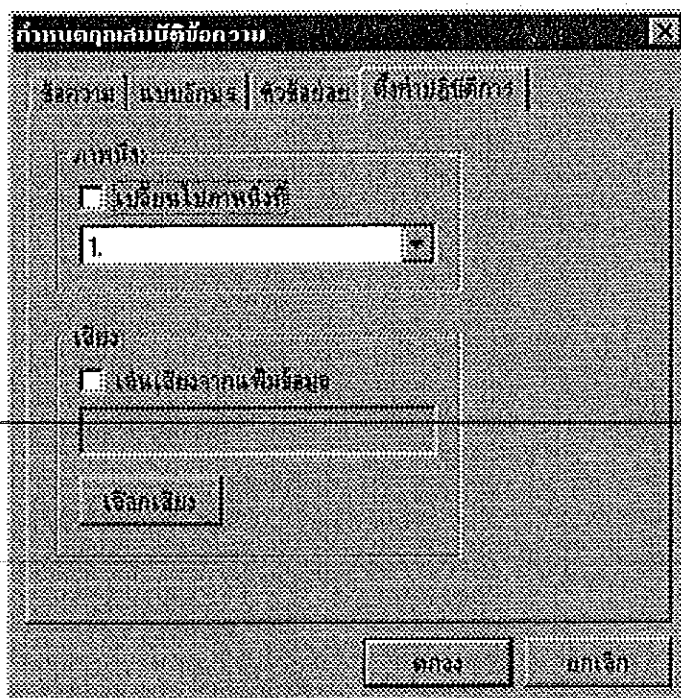 กำหนดคุณสมบัติข้อความ
ข้อความ แบบอักษร หัวข้อย่อย ตั้งค่าปฏิบัติการ
ภาพนิ่ง:
เปลี่ยนไปภาพนิ่งที่
1.
เสียง:
เล่นเสียงจากแฟ้มข้อมูล
เลือกเสียง
ตกลง ยกเลิก